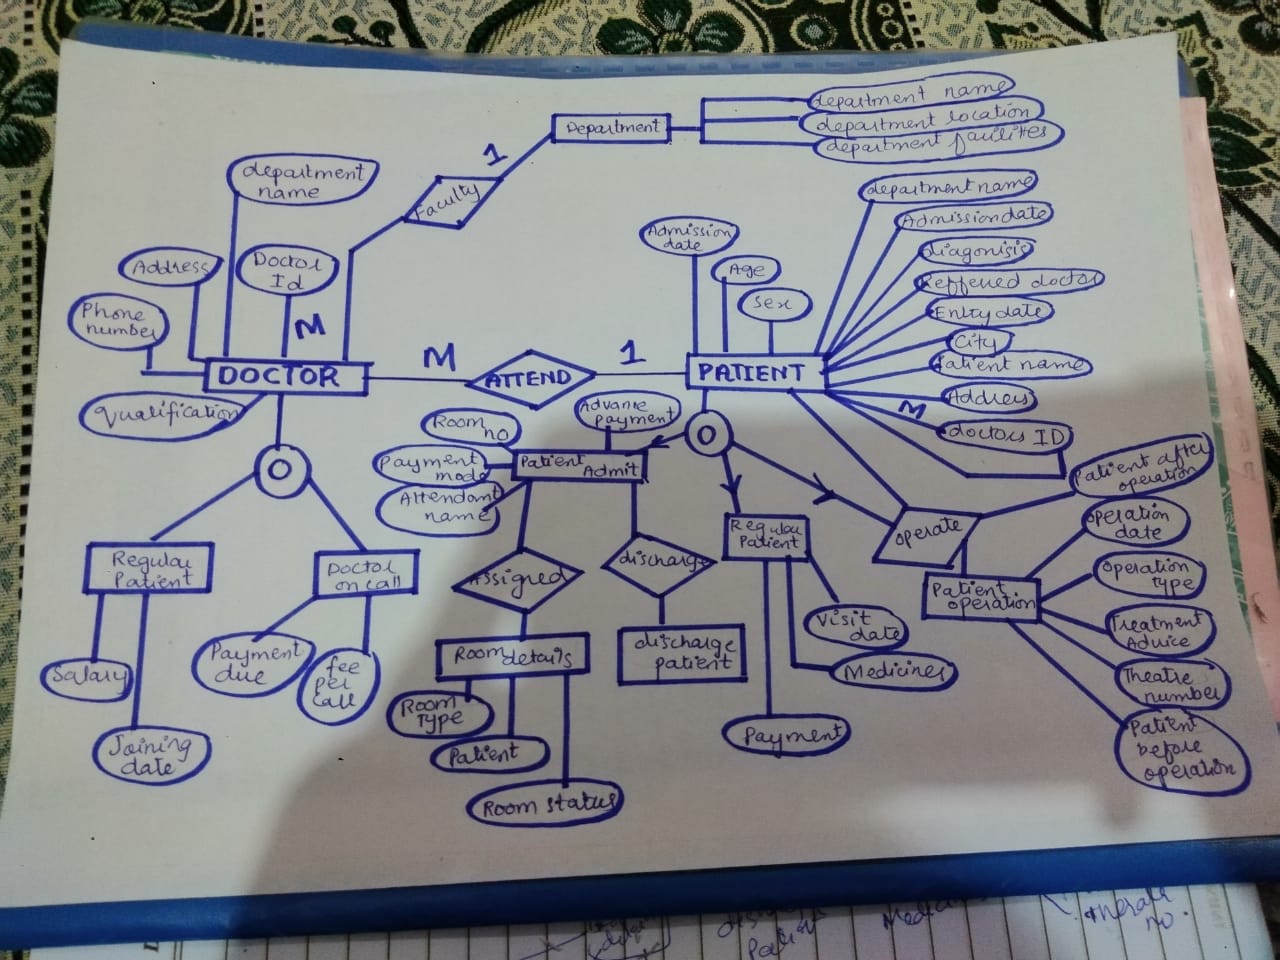 department name
department location
Department
department facilites
1
department
name
Faculty
department name
Admission date
Admission
date
diagonisis
Address
Doctor
Id
Age
Reffered doctor
Phone
number
Sex
Entry date
M
City
M
1
Patient name
DOCTOR
ATTEND
PATIENT
Address
Qualification
Advance
payment
M
doctors ID
Room
no
O
O
Payment
mode
Patient
Admit
Patient after
operation
Attendant
name
operate
operation
date
Regular
Patient
Regular
Patient
Doctor
on call
Assigned
discharge
Operation
type
Patient
operation
Visit
date
Treatment
Advice
Salary
Payment
due
fee
per
call
Room details
discharge
patient
Medicines
Theatre
number
Room
Type
Joining
date
Patient
Payment
Patient
before
operation
Room status
no.